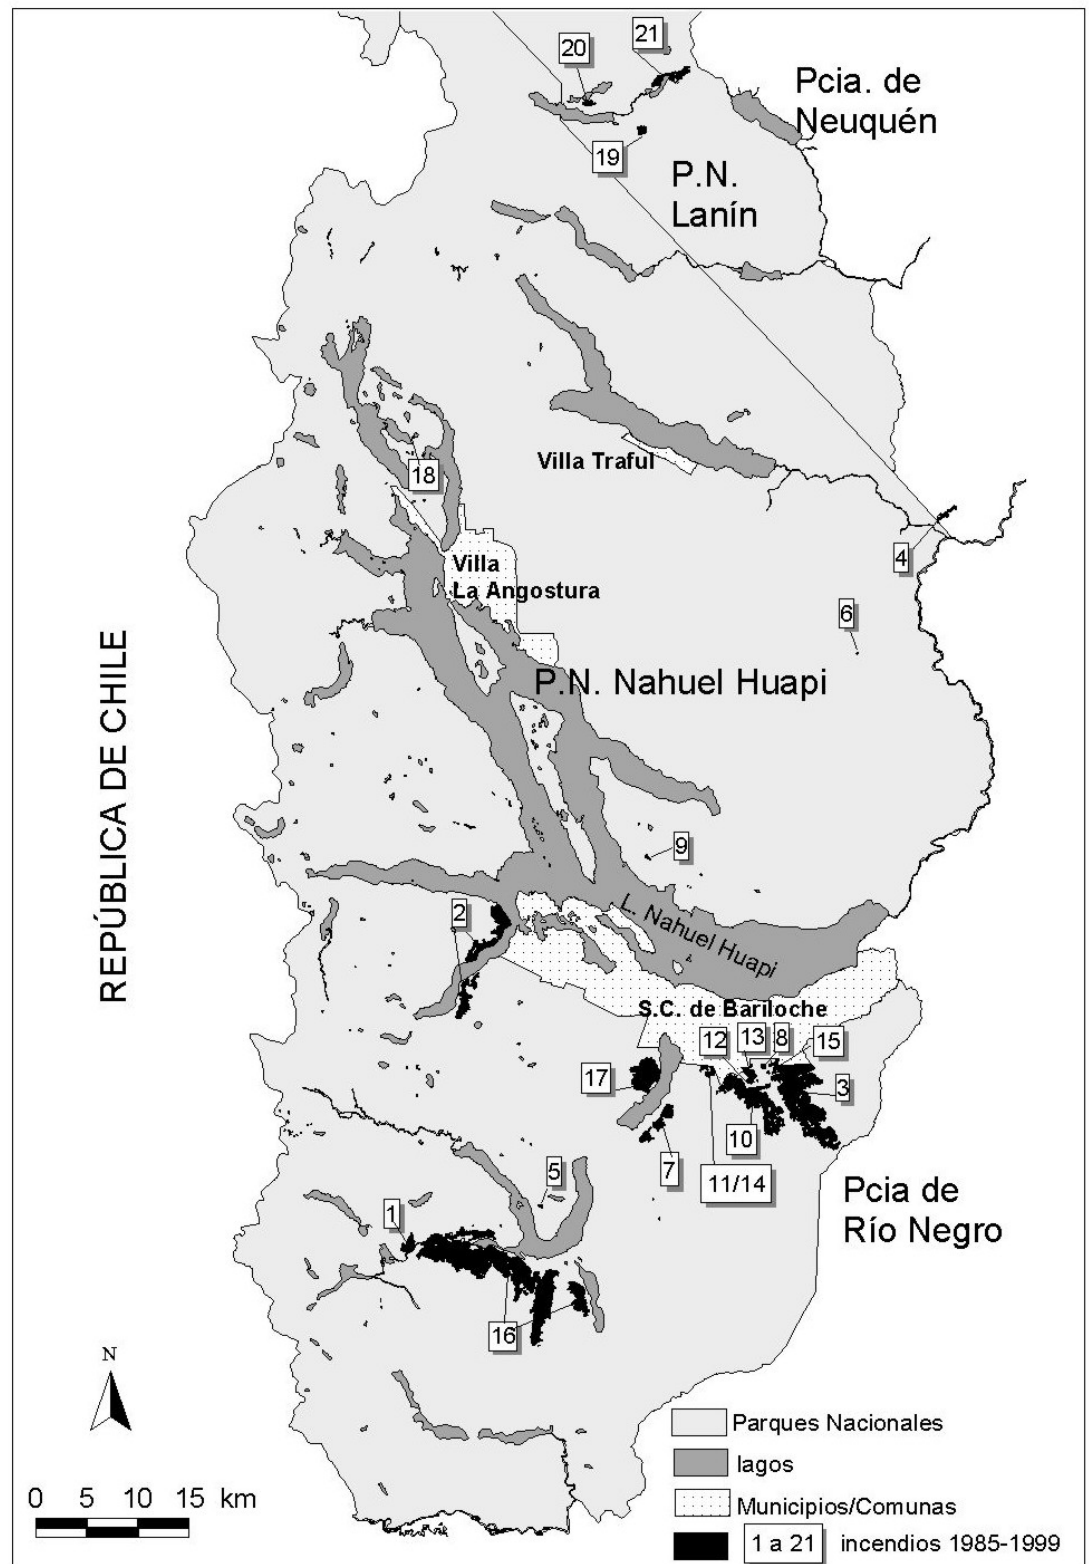 21
20
Pcia. de
Neuquén
19
P.N.
Lanín
Villa Traful
18
4
Villa
La Angostura
6
P.N. Nahuel Huapi
REPÚBLICA DE CHILE
9
2
L. Nahuel Huapi
S.C. de Bariloche
12
13
8
15
17
3
10
7
11/14
5
Pcia de
Río Negro
1
16
N
Parques Nacionales
lagos
0 5 10 15 km
Municipios/Comunas
1 a 21 incendios 1985-1999